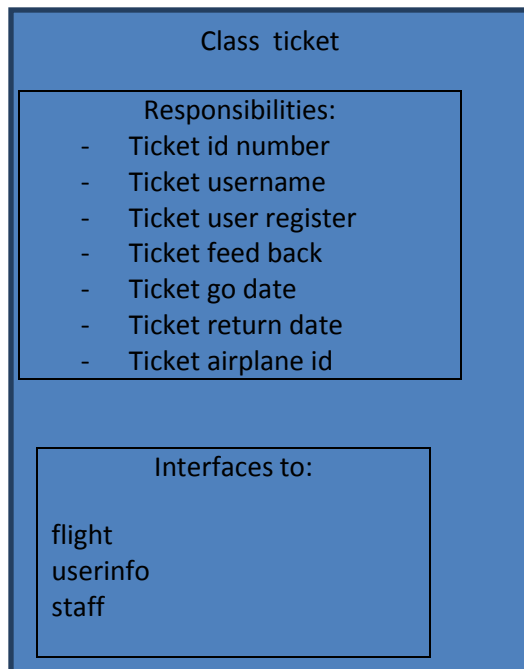 Class ticket
Responsibilities:
- Ticket id number
- Ticket username
- Ticket user register
- Ticket feed back
- Ticket go date
- Ticket return date
- Ticket airplane id
Interfaces to:
flight
userinfo
staff